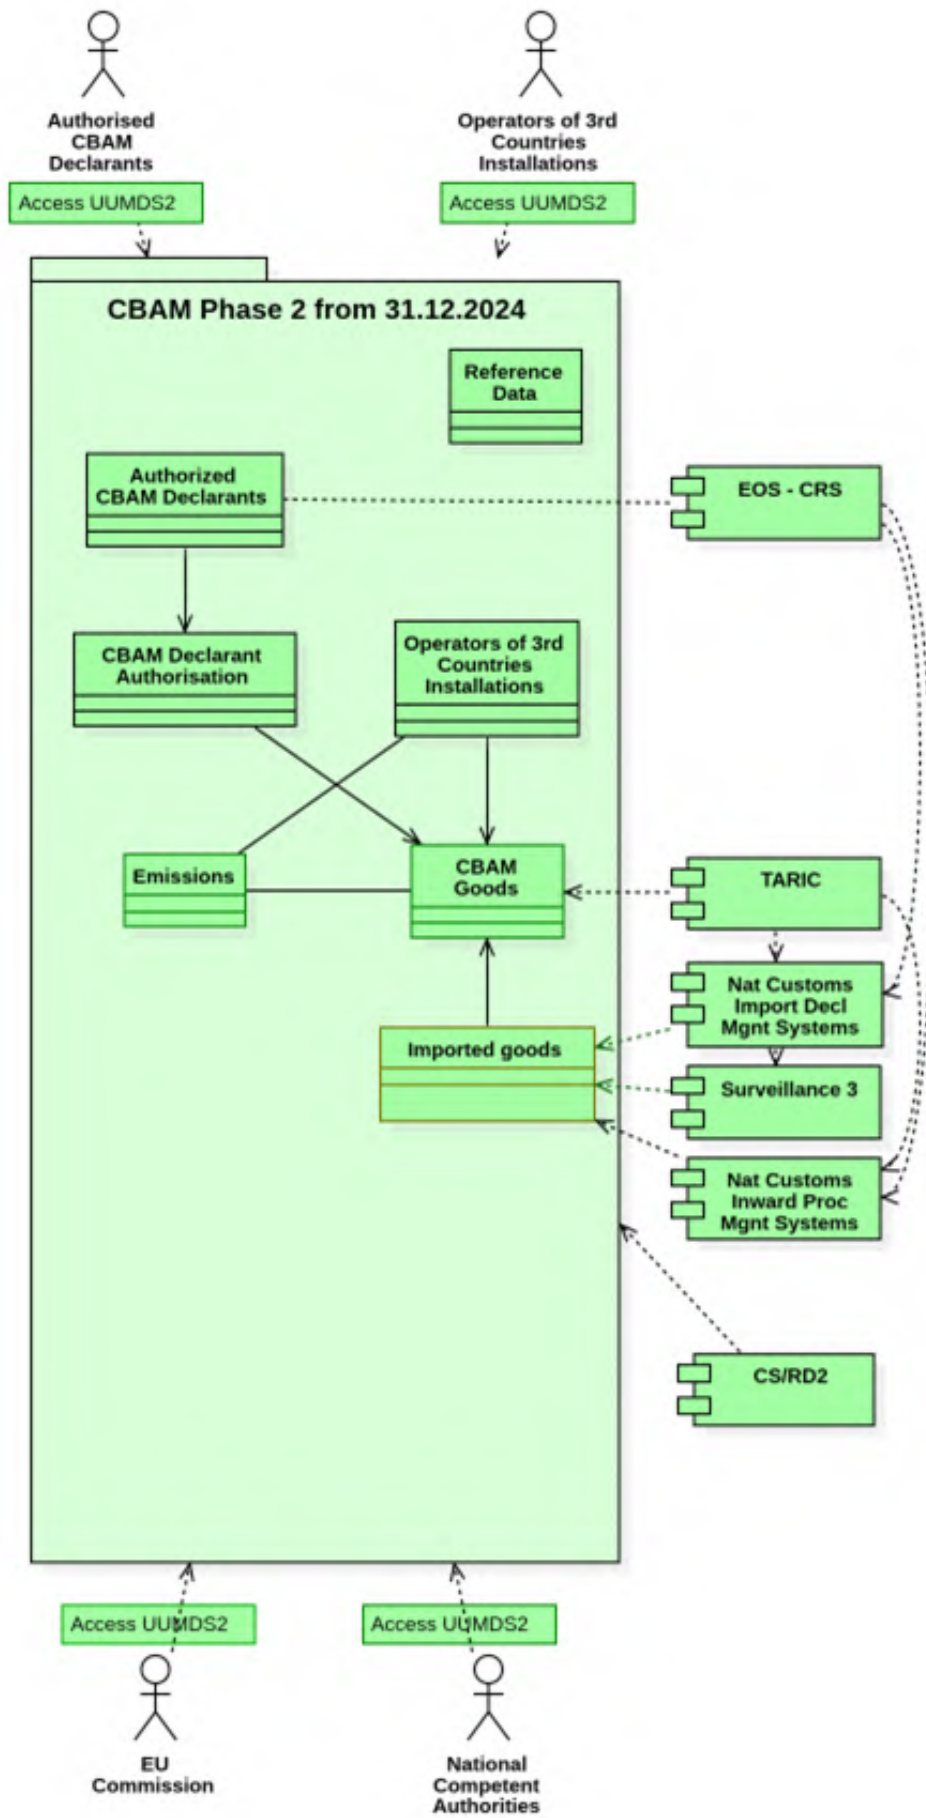 Authorised
CBAM
Declarants
Operators of 3rd
Countries
Installations
Access UUMDS2
Access UUMDS2
CBAM Phase 2 from 31.12.2024
Reference
Data
Authorized
CBAM Declarants
EOS - CRS
CBAM Declarant
Authorisation
Operators of 3rd
Countries
Installations
Emissions
CBAM
Goods
TARIC
Nat Customs
Import Decl
Mgnt Systems
Imported goods
Surveillance 3
Nat Customs
Inward Proc
Mgnt Systems
CS/RD2
Access UUMDS2
Access UUMDS2
EU
Commission
National
Competent
Authorities